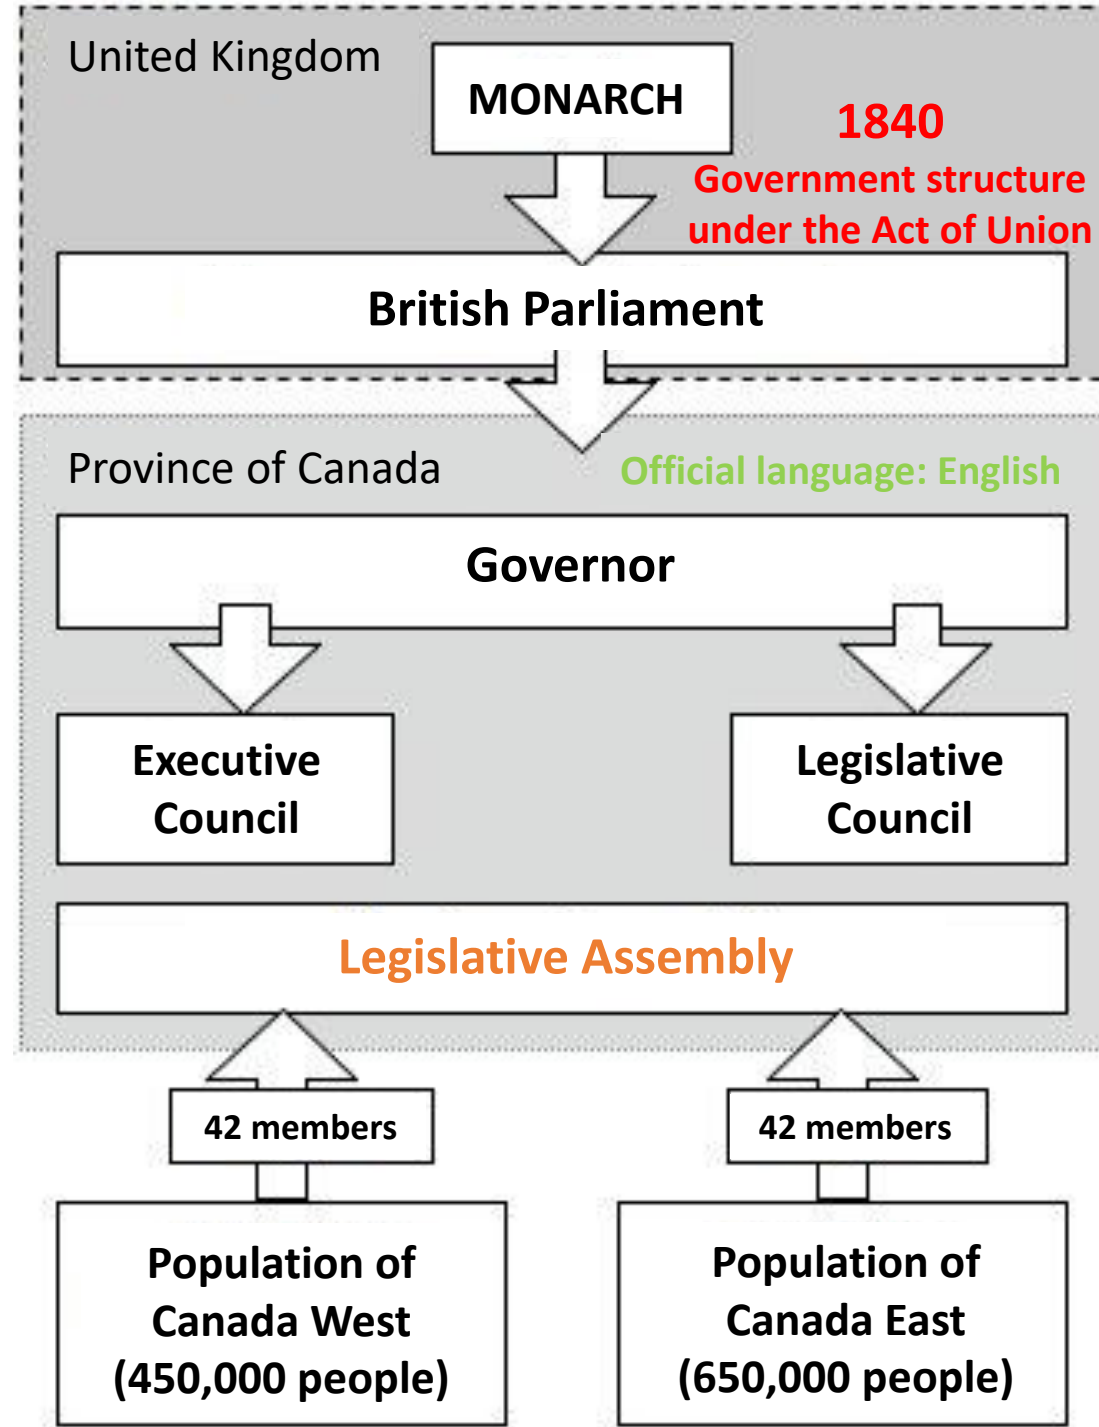 United Kingdom
MONARCH
1840
Government structure
under the Act of Union
British Parliament
Province of Canada
Official language: English
Governor
Executive
Council
Legislative
Council
Legislative Assembly
42 members
42 members
Population of
Canada West
(450,000 people)
Population of
Canada East
(650,000 people)